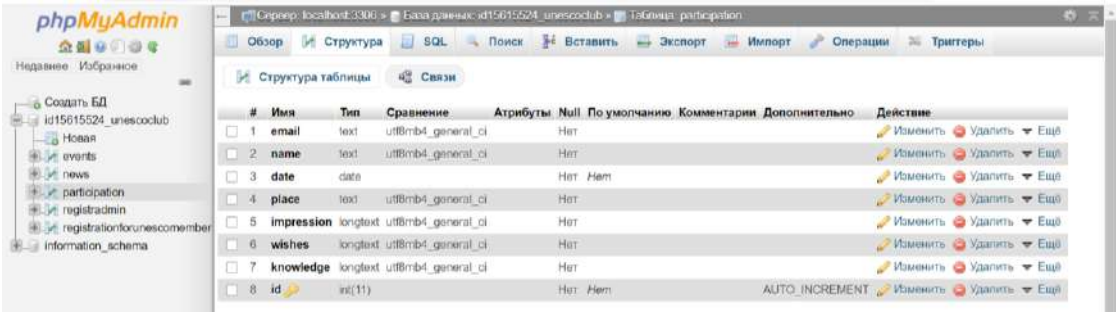 phpMyAdmin
Недавнее Избранное
Создать БД
id15615524_unescoclub
Новая
events
news
participation
registradmin
registrationforunescomember
information_schema
Сервер: localhost:3306 » База данных: id15615524_unescoclub » Таблица: participation
Обзор Структура SQL Поиск Вставить Экспорт Импорт Операции Триггеры
Структура таблицы Связи
# Имя Тип Сравнение Атрибуты Null По умолчанию Комментарии Дополнительно Действие
1 email text utf8mb4_general_ci Нет Изменить Удалить Ещё
2 name text utf8mb4_general_ci Нет Изменить Удалить Ещё
3 date date Нет Нет Изменить Удалить Ещё
4 place text utf8mb4_general_ci Нет Изменить Удалить Ещё
5 impression longtext utf8mb4_general_ci Нет Изменить Удалить Ещё
6 wishes longtext utf8mb4_general_ci Нет Изменить Удалить Ещё
7 knowledge longtext utf8mb4_general_ci Нет Изменить Удалить Ещё
8 id int(11) Нет Нет AUTO_INCREMENT Изменить Удалить Ещё